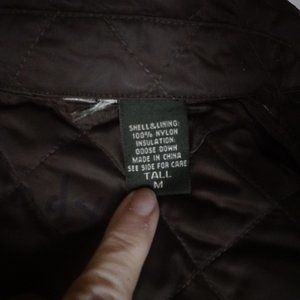 SHELL&LINING:
100% NYLON
INSULATION:
GOOSE DOWN
MADE IN CHINA
SEE SIDE FOR CARE
TALL
M